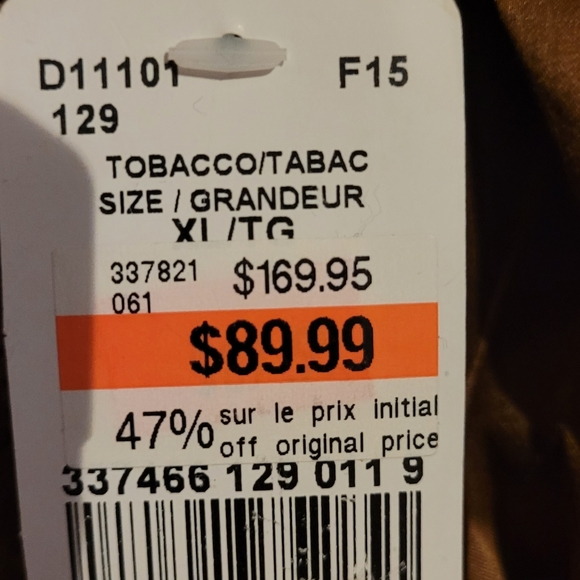 D11101 F15
129
TOBACCO/TABAC
SIZE / GRANDEUR
XL/TG
337821 $169.95
061
$89.99
47% sur le prix initial
off original price
337466 129 011 9